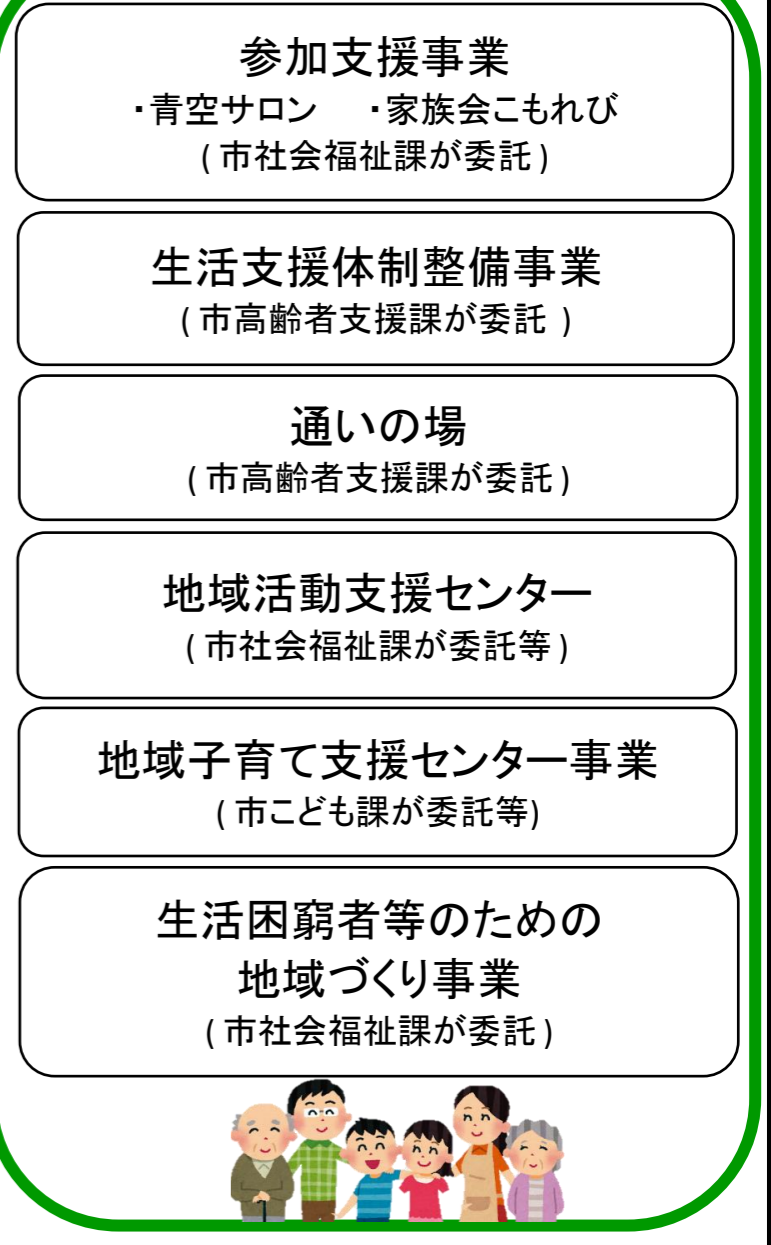 参加支援事業
・青空サロン　・家族会こもれび
(市社会福祉課が委託)
生活支援体制整備事業
(市高齢者支援課が委託 )
通いの場
(市高齢者支援課が委託)
地域活動支援センター
(市社会福祉課が委託等)
地域子育て支援センター事業
(市こども課が委託等)
生活困窮者等のための
地域づくり事業
(市社会福祉課が委託)